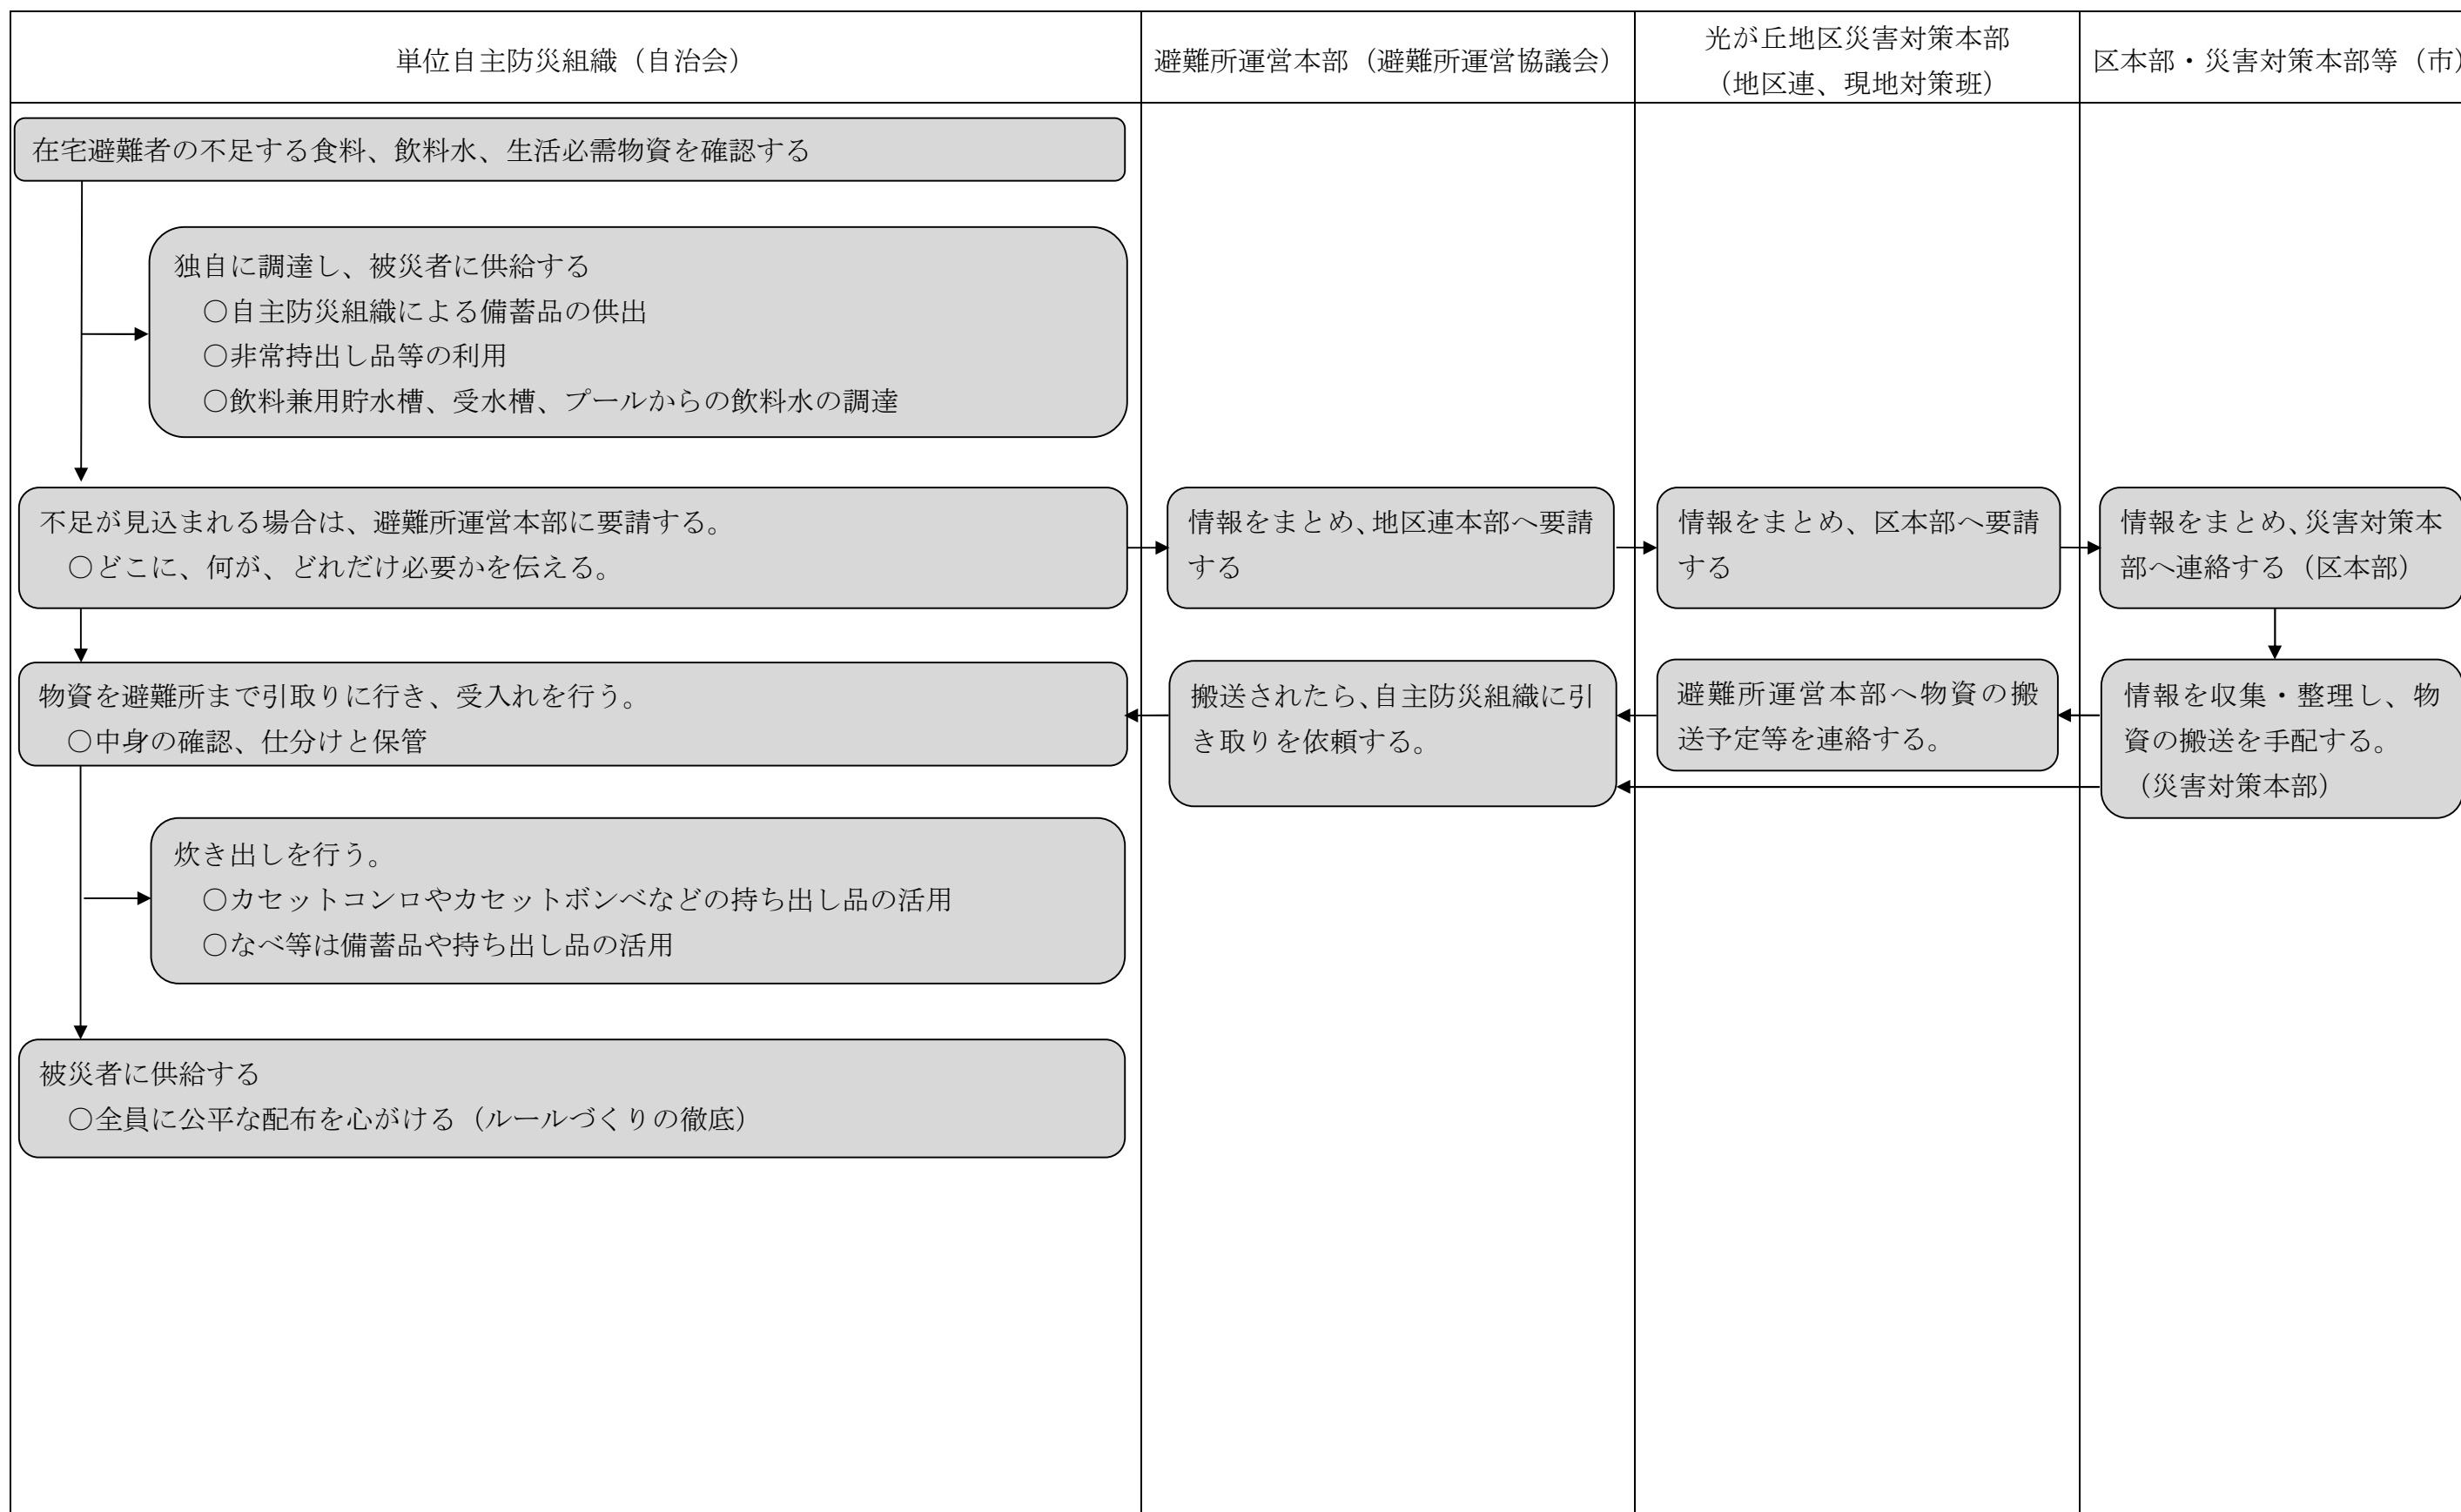 単位自主防災組織（自治会）
避難所運営本部（避難所運営協議会）
光が丘地区災害対策本部
（地区連、現地対策班）
区本部・災害対策本部等（市）
在宅避難者の不足する食料、飲料水、生活必需物資を確認する
独自に調達し、被災者に供給する
○自主防災組織による備蓄品の供出
○非常持出し品等の利用
○飲料兼用貯水槽、受水槽、プールからの飲料水の調達
不足が見込まれる場合は、避難所運営本部に要請する。
○どこに、何が、どれだけ必要かを伝える。
情報をまとめ、地区連本部へ要請
する
情報をまとめ、区本部へ要請
する
情報をまとめ、災害対策本
部へ連絡する（区本部）
物資を避難所まで引取りに行き、受入れを行う。
○中身の確認、仕分けと保管
搬送されたら、自主防災組織に引
き取りを依頼する。
避難所運営本部へ物資の搬
送予定等を連絡する。
情報を収集・整理し、物
資の搬送を手配する。
（災害対策本部）
炊き出しを行う。
○カセットコンロやカセットボンベなどの持ち出し品の活用
○なべ等は備蓄品や持ち出し品の活用
被災者に供給する
○全員に公平な配布を心がける（ルールづくりの徹底）